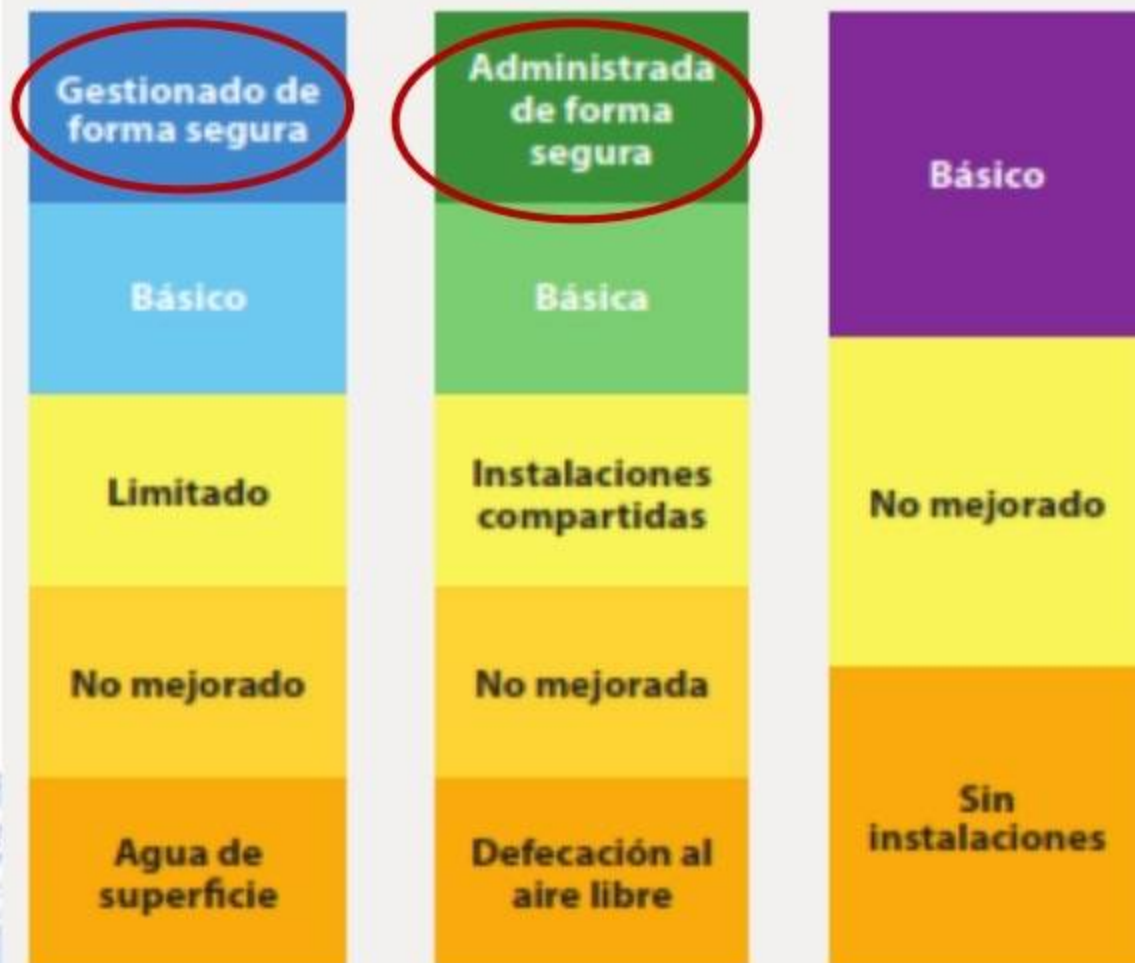 Gestionado de
forma segura
Básico
Limitado
No mejorado
Agua de
superficie
Administrada
de forma
segura
Básica
Instalaciones
compartidas
No mejorada
Defecación al
aire libre
Básico
No mejorado
Sin
instalaciones